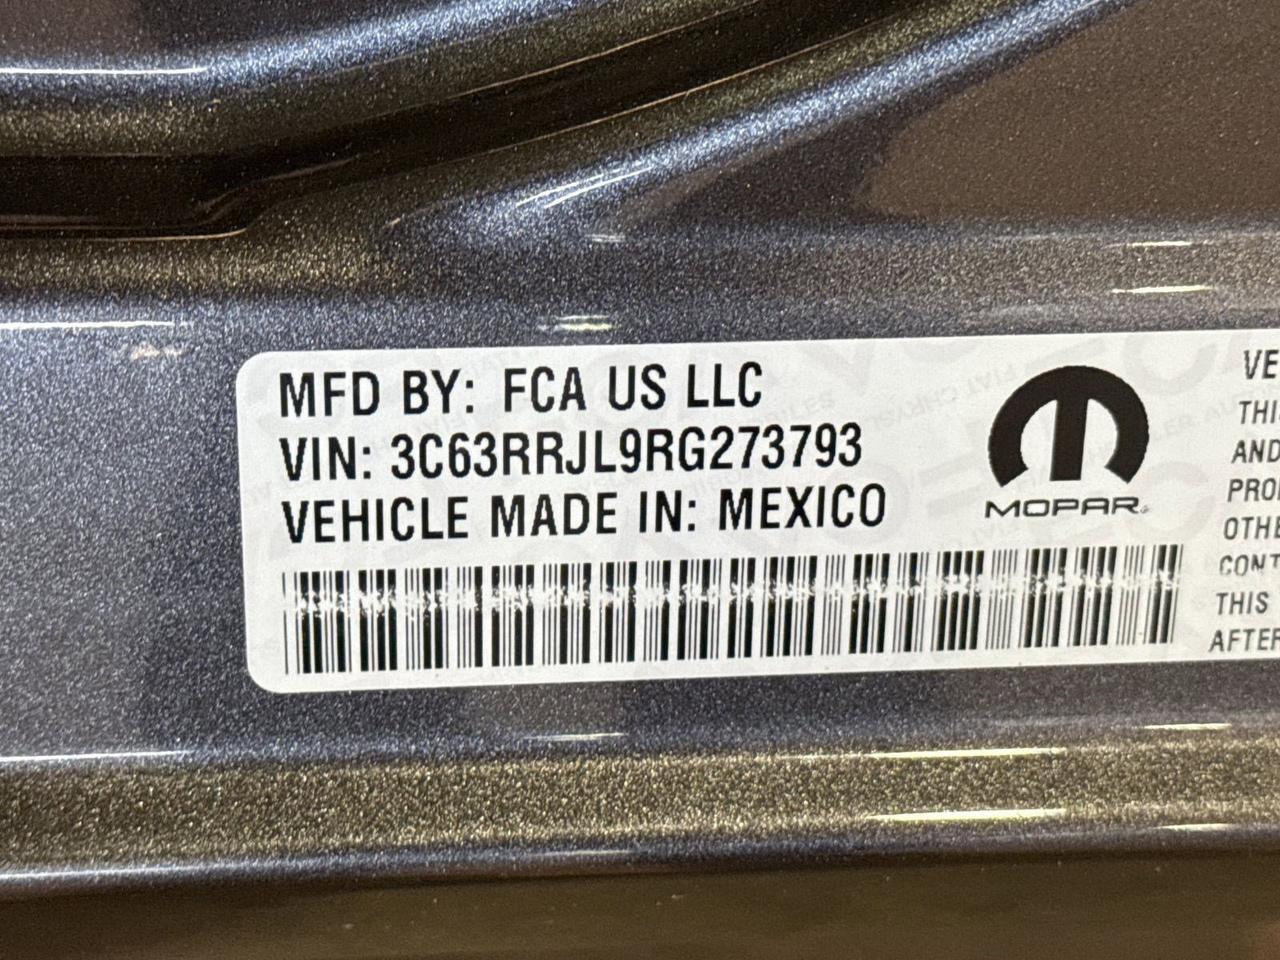 MFD BY: FCA US LLC
VIN: 3C63RRJL9RG273793
VEHICLE MADE IN: MEXICO
MOPAR
VE
THI
AND
PRO
OTHE
CONT
THIS
AFTER